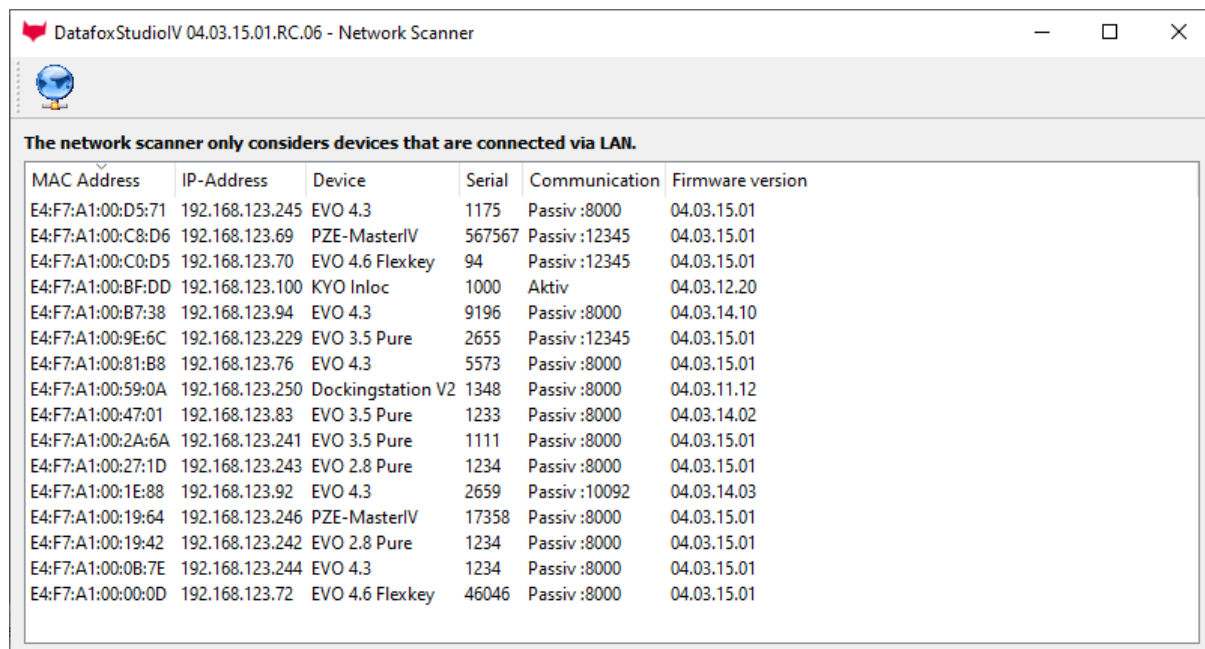 DatafoxStudioIV 04.03.15.01.RC.06 - Network Scanner
The network scanner only considers devices that are connected via LAN.
MAC Address IP-Address Device Serial Communication Firmware version
E4:F7:A1:00:D5:71 192.168.123.245 EVO 4.3 1175 Passiv :8000 04.03.15.01
E4:F7:A1:00:C8:D6 192.168.123.69 PZE-MasterIV 567567 Passiv :12345 04.03.15.01
E4:F7:A1:00:C0:D5 192.168.123.70 EVO 4.6 Flexkey 94 Passiv :12345 04.03.15.01
E4:F7:A1:00:BF:DD 192.168.123.100 KYO Inloc 1000 Aktiv 04.03.12.20
E4:F7:A1:00:B7:38 192.168.123.94 EVO 4.3 9196 Passiv :8000 04.03.14.10
E4:F7:A1:00:9E:6C 192.168.123.229 EVO 3.5 Pure 2655 Passiv :12345 04.03.15.01
E4:F7:A1:00:81:B8 192.168.123.76 EVO 4.3 5573 Passiv :8000 04.03.15.01
E4:F7:A1:00:59:0A 192.168.123.250 Dockingstation V2 1348 Passiv :8000 04.03.11.12
E4:F7:A1:00:47:01 192.168.123.83 EVO 3.5 Pure 1233 Passiv :8000 04.03.14.02
E4:F7:A1:00:2A:6A 192.168.123.241 EVO 3.5 Pure 1111 Passiv :8000 04.03.15.01
E4:F7:A1:00:27:1D 192.168.123.243 EVO 2.8 Pure 1234 Passiv :8000 04.03.15.01
E4:F7:A1:00:1E:88 192.168.123.92 EVO 4.3 2659 Passiv :10092 04.03.14.03
E4:F7:A1:00:19:64 192.168.123.246 PZE-MasterIV 17358 Passiv :8000 04.03.15.01
E4:F7:A1:00:19:42 192.168.123.242 EVO 2.8 Pure 1234 Passiv :8000 04.03.15.01
E4:F7:A1:00:0B:7E 192.168.123.244 EVO 4.3 1234 Passiv :8000 04.03.15.01
E4:F7:A1:00:00:0D 192.168.123.72 EVO 4.6 Flexkey 46046 Passiv :8000 04.03.15.01